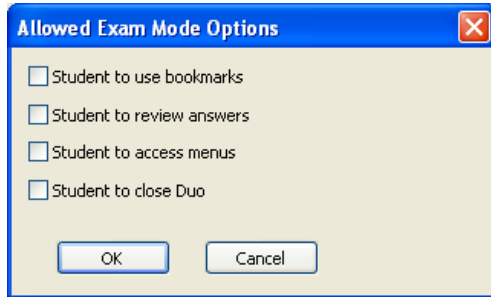 Allowed Exam Mode Options
Student to use bookmarks
Student to review answers
Student to access menus
Student to close Duo
OK Cancel